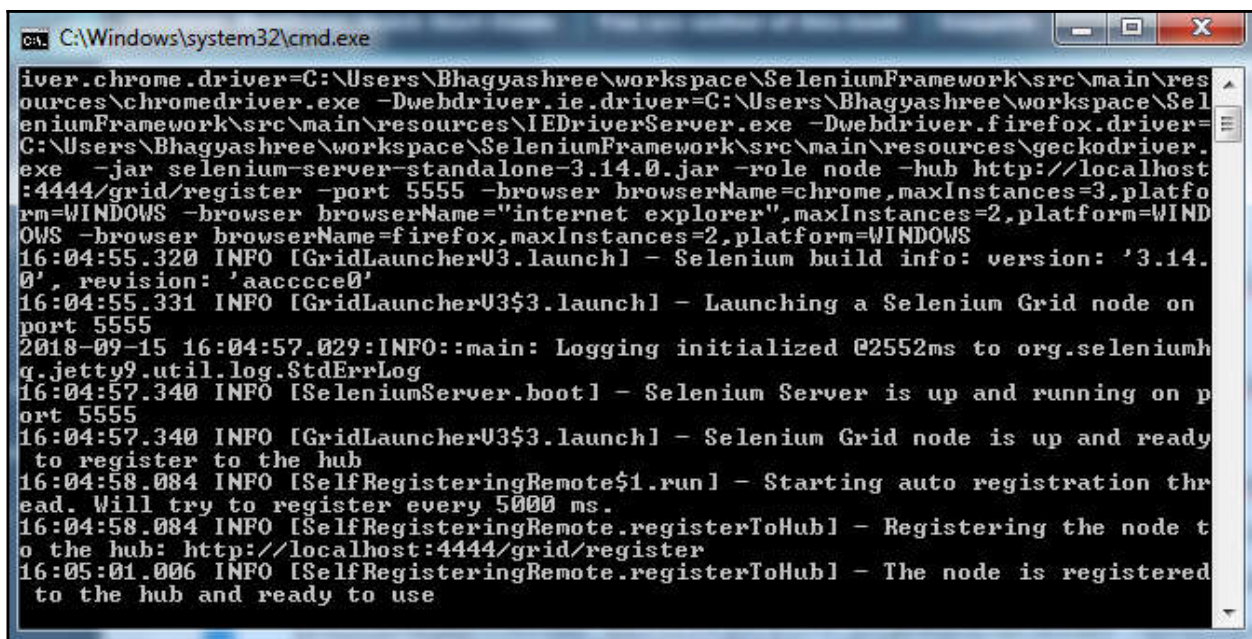 C:\Windows\system32\cmd.exe
iver.chrome.driver=C:\Users\Bhagyashree\workspace\SeleniumFramework\src\main\res
ources\chromedriver.exe -Dwebdriver.ie.driver=C:\Users\Bhagyashree\workspace\Sel
eniumFramework\src\main\resources\IEDriverServer.exe -Dwebdriver.firefox.driver=
C:\Users\Bhagyashree\workspace\SeleniumFramework\src\main\resources\geckodriver.
exe  -jar selenium-server-standalone-3.14.0.jar -role node -hub http://localhost
:4444/grid/register -port 5555 -browser browserName=chrome,maxInstances=3,platfo
rm=WINDOWS -browser browserName="internet explorer",maxInstances=2,platform=WIND
OWS -browser browserName=firefox,maxInstances=2,platform=WINDOWS
16:04:55.320 INFO [GridLauncherV3.launch] - Selenium build info: version: '3.14.
0', revision: 'aacccce0'
16:04:55.331 INFO [GridLauncherV3$3.launch] - Launching a Selenium Grid node on
port 5555
2018-09-15 16:04:57.029:INFO::main: Logging initialized @2552ms to org.seleniumh
q.jetty9.util.log.StdErrLog
16:04:57.340 INFO [SeleniumServer.boot] - Selenium Server is up and running on p
ort 5555
16:04:57.340 INFO [GridLauncherV3$3.launch] - Selenium Grid node is up and ready
 to register to the hub
16:04:58.084 INFO [SelfRegisteringRemote$1.run] - Starting auto registration thr
ead. Will try to register every 5000 ms.
16:04:58.084 INFO [SelfRegisteringRemote.registerToHub] - Registering the node t
o the hub: http://localhost:4444/grid/register
16:05:01.006 INFO [SelfRegisteringRemote.registerToHub] - The node is registered
 to the hub and ready to use